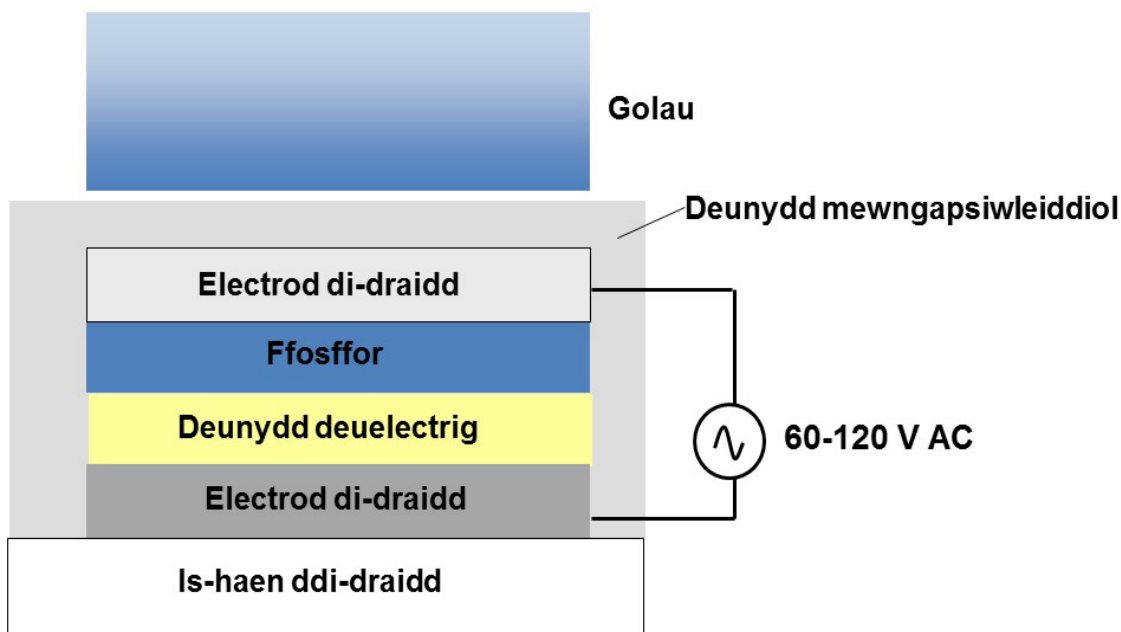 Golau
Deunydd mewngapsiwleiddiol
Electrod di-draidd
Ffosffor
Deunydd deuelectrig
60-120 V AC
Electrod di-draidd
Is-haen ddi-draidd